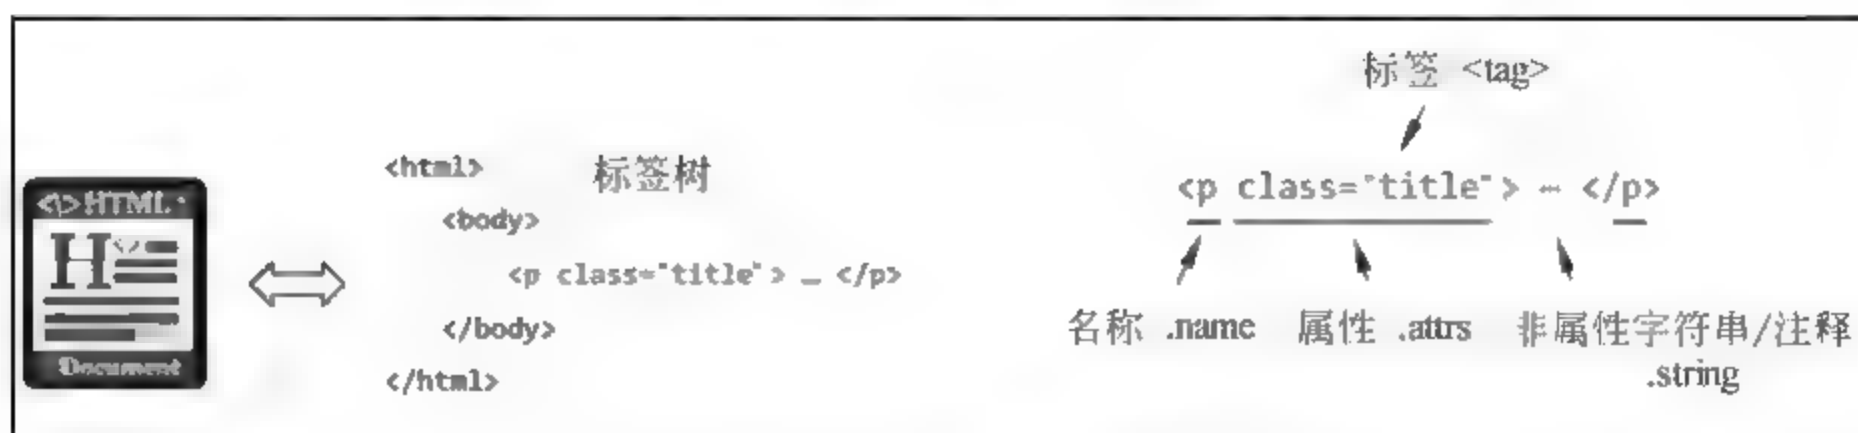 <\>HTML
H<>
Document
<html>
标签树
<body>
<p class="title"> … </p>
</body>
</html>
标签 <tag>
<p class="title"> … </p>
名称 .name
属性 .attrs
非属性字符串/注释
.string